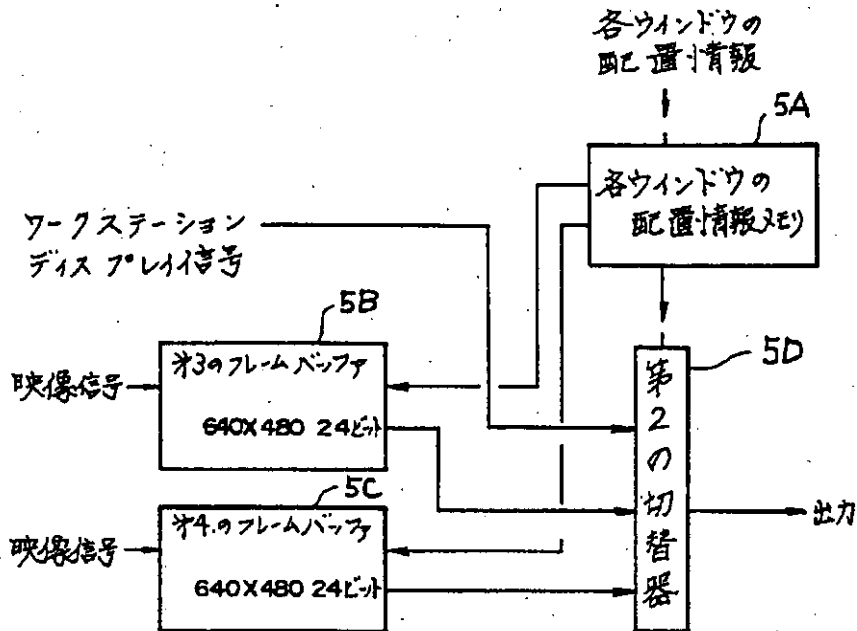 各ウインドウの
配置情報
5A
各ウインドウの
配置情報メモリ
ワークステーション
ディスプレイイ信号
5B
5D
映像信号
第3のフレームバッファ
640X480 24ビット
第2の切替器
出力
5C
映像信号
第4.のフレームバッファ
640X480 24ビット